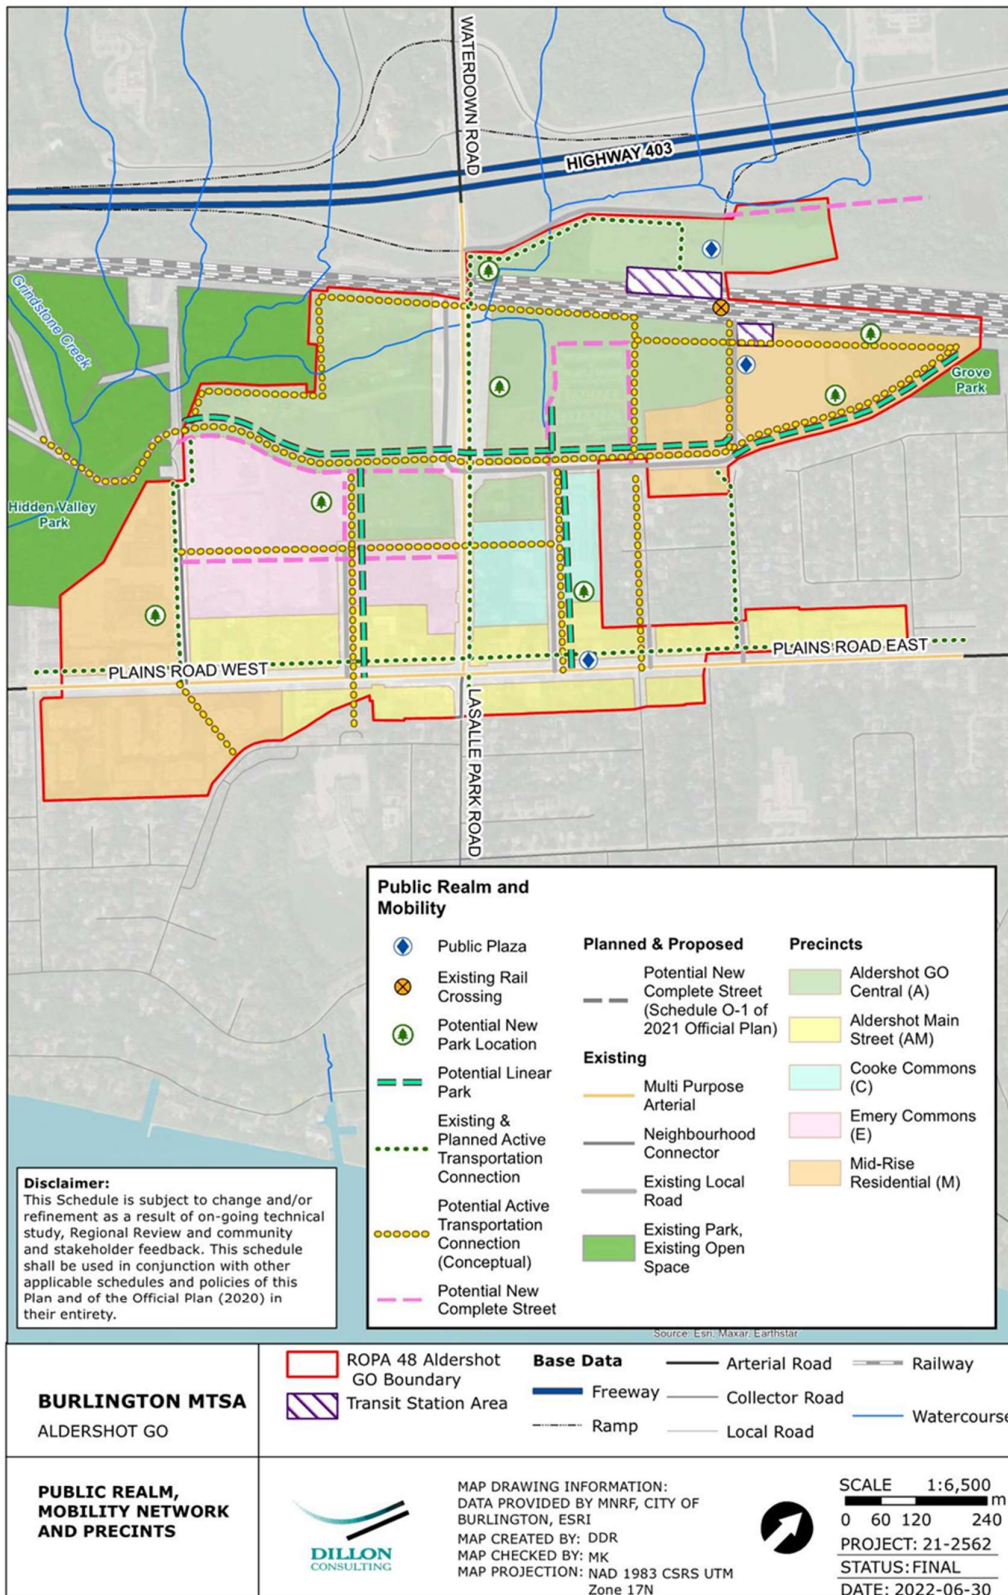 WATERDOWN ROAD
HIGHWAY 403
Grindstone Creek
Grove
Park
Hidden Valley
Park
PLAINS ROAD WEST
PLAINS ROAD EAST
LASALLE PARK ROAD
Public Realm and
Mobility
Public Plaza
Existing Rail
Crossing
Potential New
Park Location
Potential Linear
Park
Existing &
Planned Active
Transportation
Connection
Potential Active
Transportation
Connection
(Conceptual)
Potential New
Complete Street
Planned & Proposed
Potential New
Complete Street
(Schedule O-1 of
2021 Official Plan)
Existing
Multi Purpose
Arterial
Neighbourhood
Connector
Existing Local
Road
Existing Park,
Existing Open
Space
Precincts
Aldershot GO
Central (A)
Aldershot Main
Street (AM)
Cooke Commons
(C)
Emery Commons
(E)
Mid-Rise
Residential (M)
Disclaimer:
This Schedule is subject to change and/or
refinement as a result of on-going technical
study, Regional Review and community
and stakeholder feedback. This schedule
shall be used in conjunction with other
applicable schedules and policies of this
Plan and of the Official Plan (2020) in
their entirety.
Source: Esri, Maxar, Earthstar
BURLINGTON MTSA
ALDERSHOT GO
ROPA 48 Aldershot
GO Boundary
Transit Station Area
Base Data
Freeway
Ramp
Arterial Road
Collector Road
Local Road
Railway
Watercourse
PUBLIC REALM,
MOBILITY NETWORK
AND PRECINTS
DILLON
CONSULTING
MAP DRAWING INFORMATION:
DATA PROVIDED BY MNRF, CITY OF
BURLINGTON, ESRI
MAP CREATED BY: DDR
MAP CHECKED BY: MK
MAP PROJECTION: NAD 1983 CSRS UTM
Zone 17N
SCALE 1:6,500
m
0 60 120 240
PROJECT: 21-2562
STATUS: FINAL
DATE: 2022-06-30